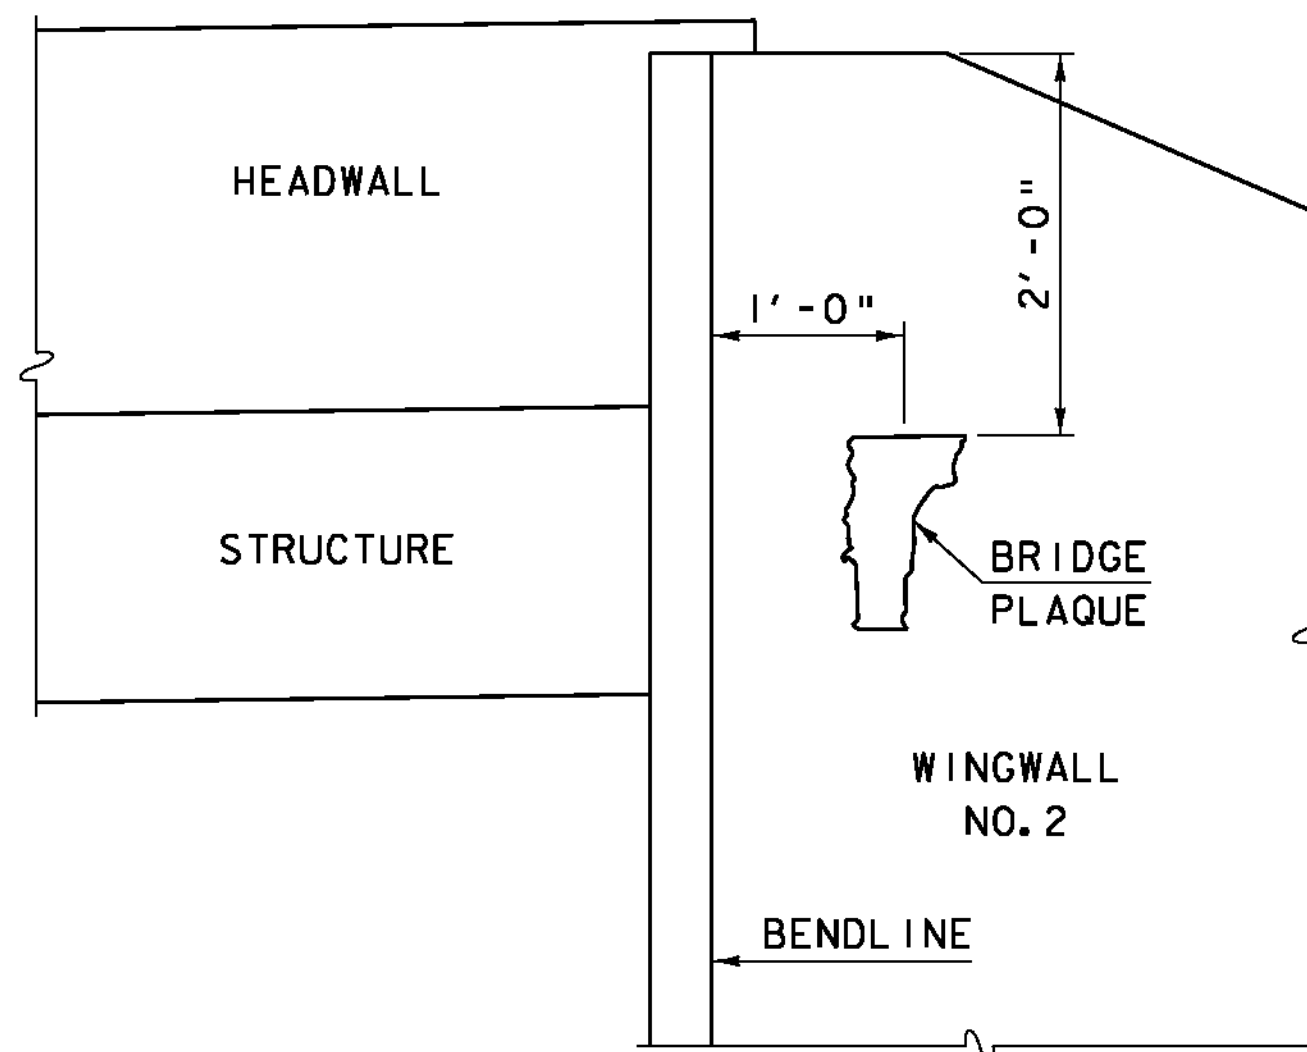 HEADWALL
2'-0"
1'-0"
STRUCTURE
BRIDGE
PLAQUE
WINGWALL
NO. 2
BENDLINE